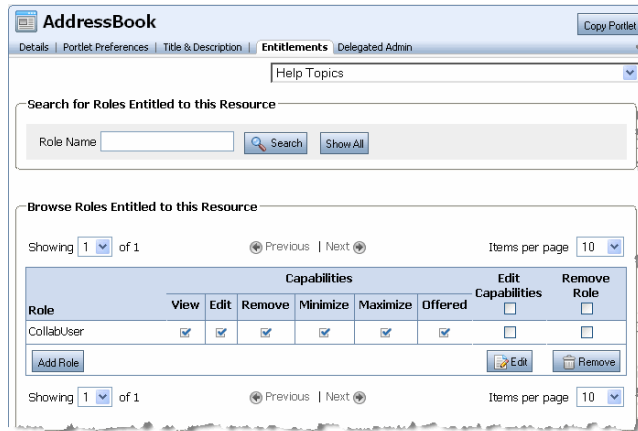 AddressBook
Copy Portlet
Details | Portlet Preferences | Title & Description | Entitlements Delegated Admin
Help Topics
Search for Roles Entitled to this Resource
Role Name Search Show All
Browse Roles Entitled to this Resource
Showing 1 of 1 Previous | Next Items per page 10
Role Capabilities Edit Capabilities Remove Role
View Edit Remove Minimize Maximize Offered
CollabUser
Add Role Edit Remove
Showing 1 of 1 Previous | Next Items per page 10